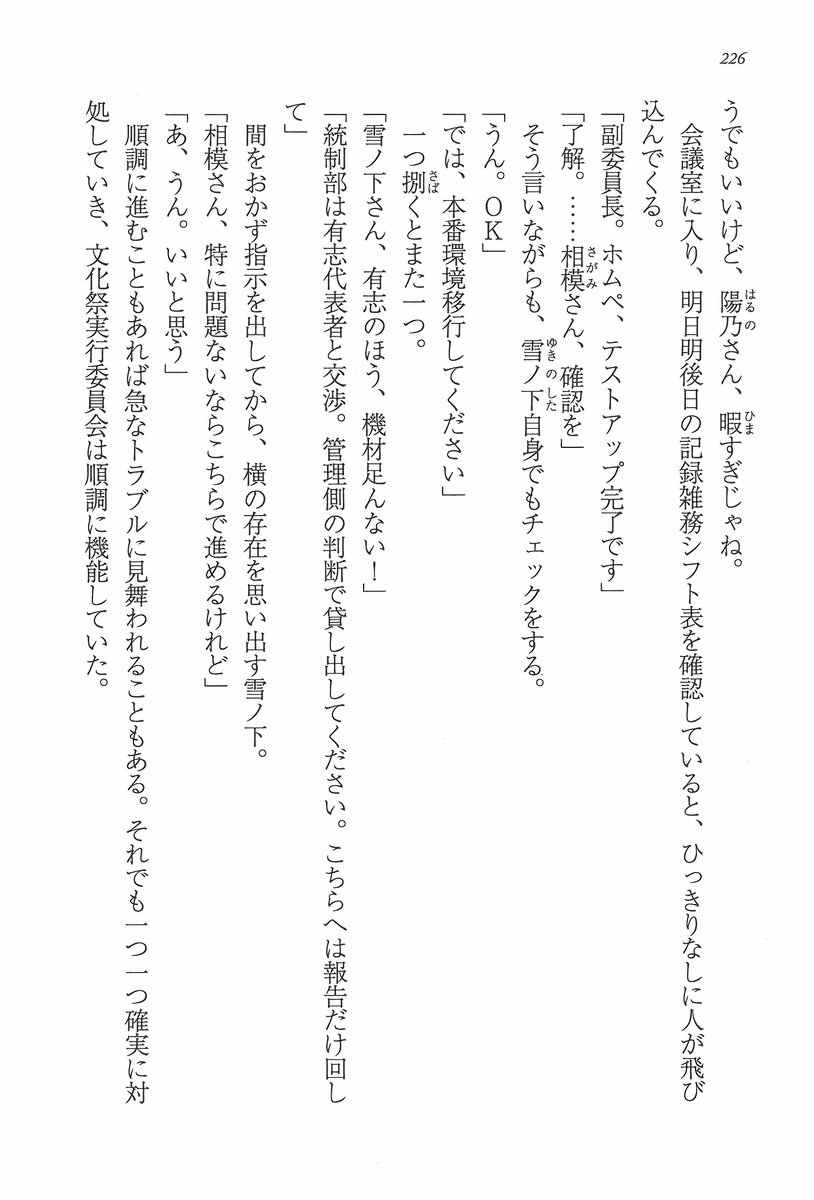 226
うでもいいけど、陽乃さん、暇すぎじゃね。
会議室に入り、明日明後日の記録雑務シフト表を確認していると、ひっきりなしに人が飛び
込んでくる。
「副委員長。ホムペ、テストアップ完了です」
「了解。……相模さん、確認を」
そう言いながらも、雪ノ下自身でもチェックをする。
「うん。OK」
「では、本番環境移行してください」
一つ捌くとまた一つ。
「雪ノ下さん、有志のほう、機材足んない！」
「統制部は有志代表者と交渉。管理側の判断で貸し出してください。こちらへは報告だけ回し
て」
間をおかず指示を出してから、横の存在を思い出す雪ノ下。
「相模さん、特に問題ないならこちらで進めるけれど」
「あ、うん。いいと思う」
順調に進むこともあれば急なトラブルに見舞われることもある。それでも一つ一つ確実に対
処していき、文化祭実行委員会は順調に機能していた。